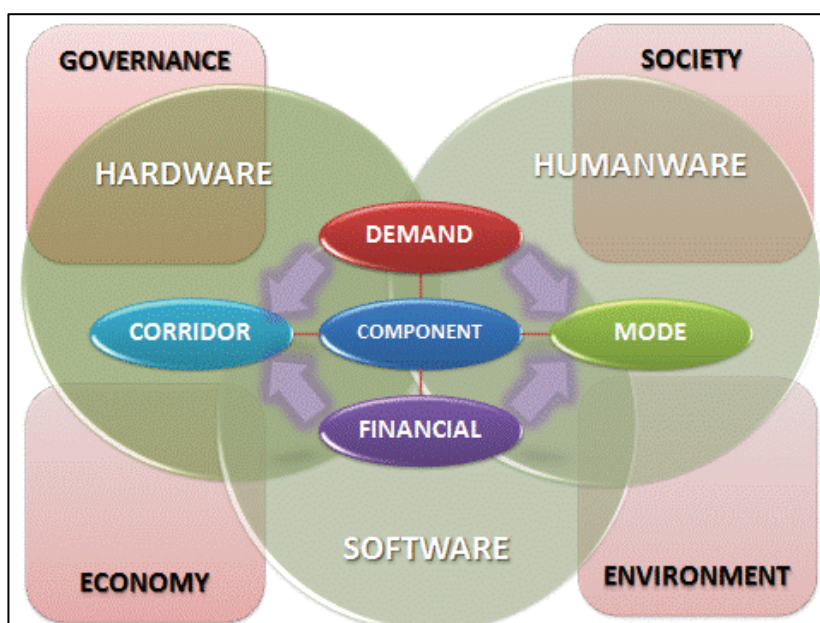 GOVERNANCE
SOCIETY
HARDWARE
HUMANWARE
DEMAND
CORRIDOR
COMPONENT
MODE
FINANCIAL
SOFTWARE
ECONOMY
ENVIRONMENT